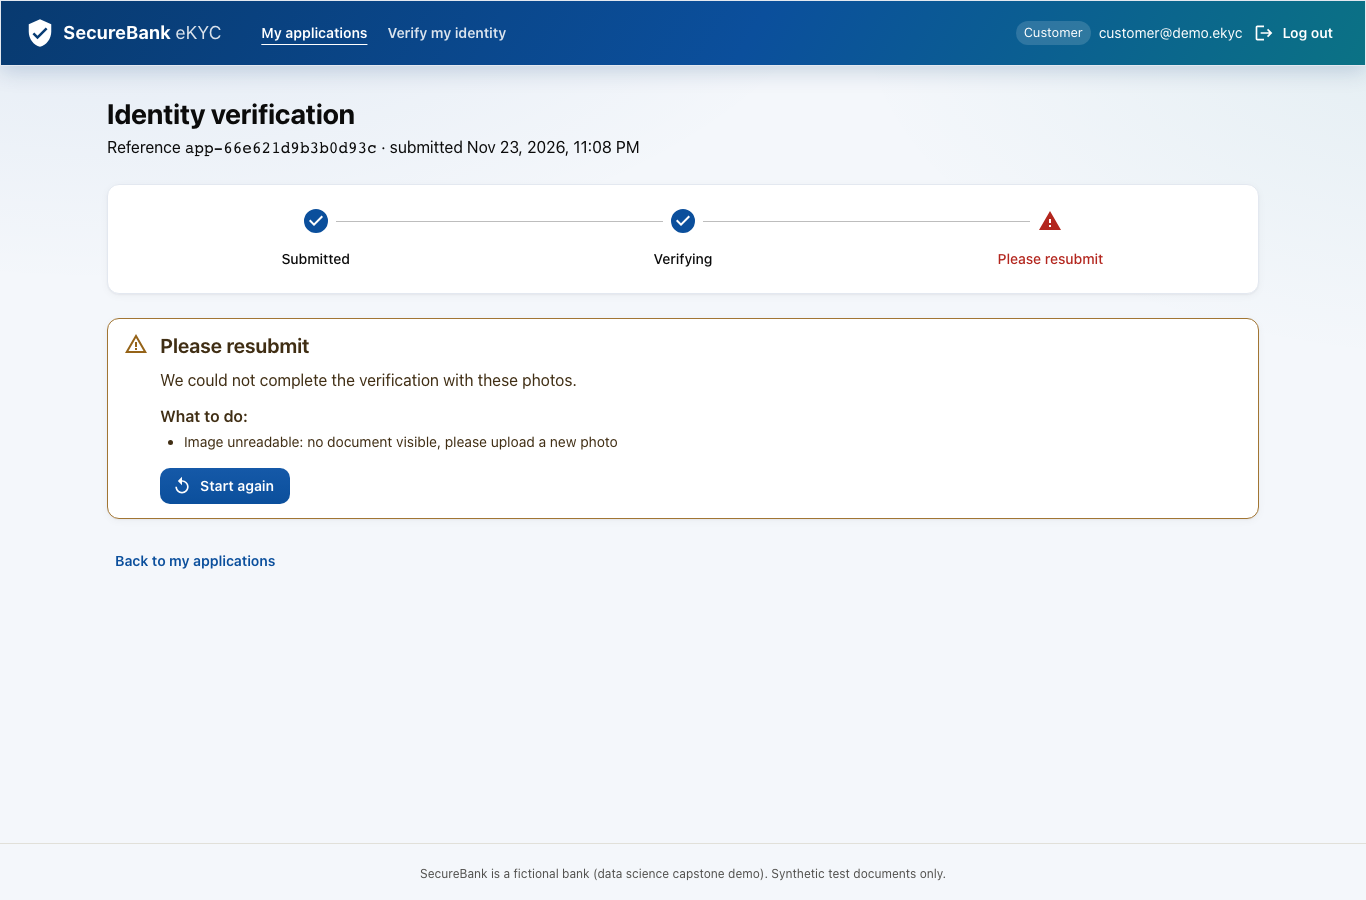 SecureBank eKYC My applications Verify my identity Customer customer@demo.ekyc Log out
Identity verification
Reference app-66e621d9b3b0d93c · submitted Nov 23, 2026, 11:08 PM
Submitted Verifying Please resubmit
Please resubmit
We could not complete the verification with these photos.
What to do:
• Image unreadable: no document visible, please upload a new photo
Start again
Back to my applications
SecureBank is a fictional bank (data science capstone demo). Synthetic test documents only.